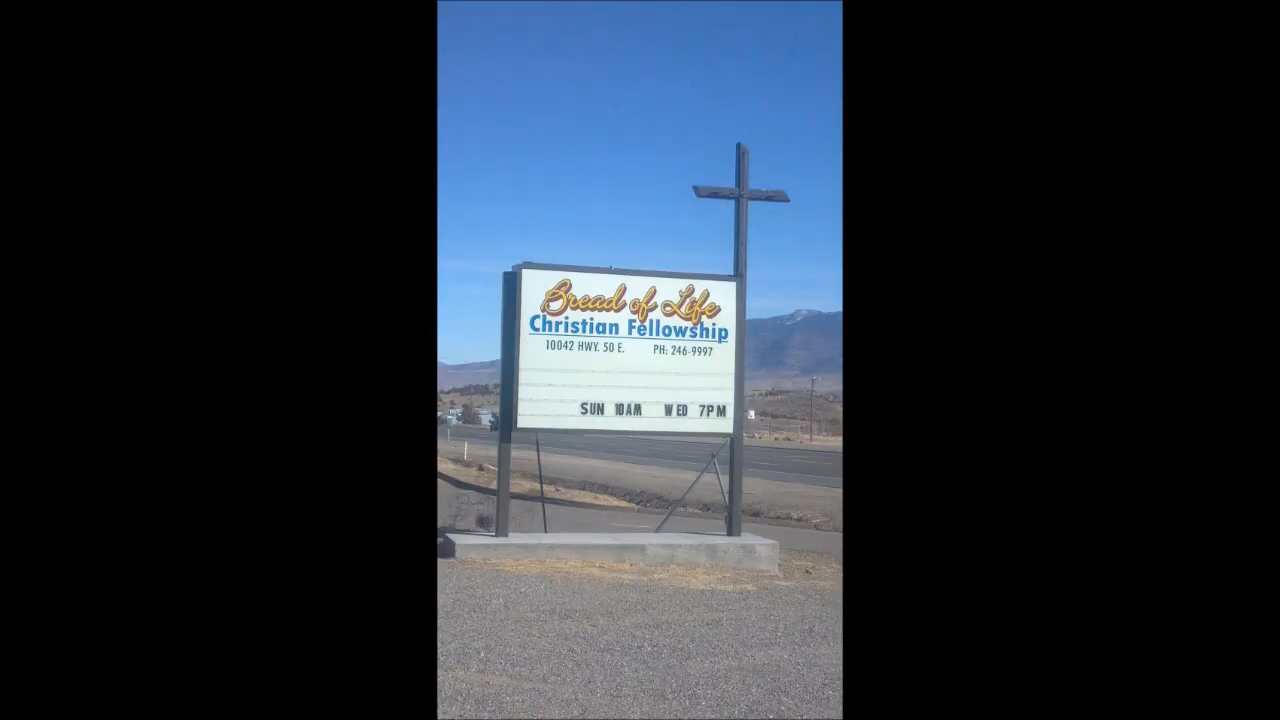 Bread of Life
Christian Fellowship
10042 HWY. 50 E. PH: 246-9997
SUN 10AM WED 7PM